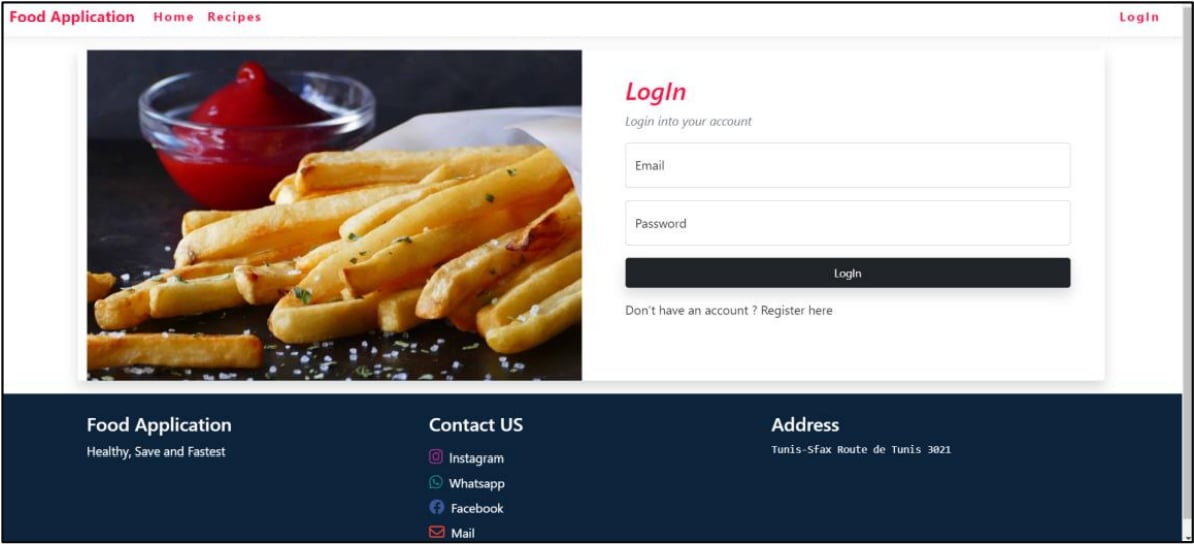 Food Application Home Recipes LogIn
LogIn
Login into your account
Email
Password
LogIn
Don't have an account ? Register here
Food Application
Healthy, Save and Fastest
Contact US
Instagram
Whatsapp
Facebook
Mail
Address
Tunis-Sfax Route de Tunis 3021